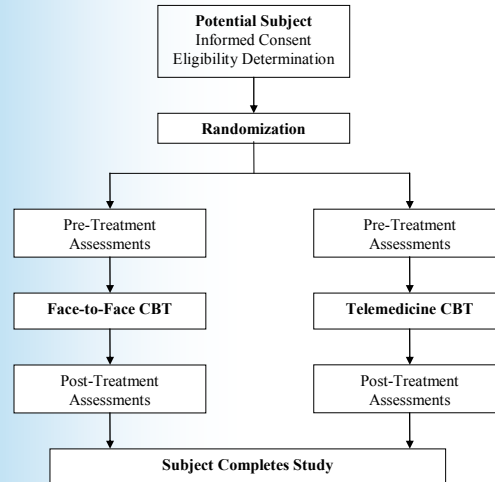 Potential Subject
Informed Consent
Eligibility Determination
Randomization
Pre-Treatment
Assessments
Pre-Treatment
Assessments
Face-to-Face CBT
Telemedicine CBT
Post-Treatment
Assessments
Post-Treatment
Assessments
Subject Completes Study